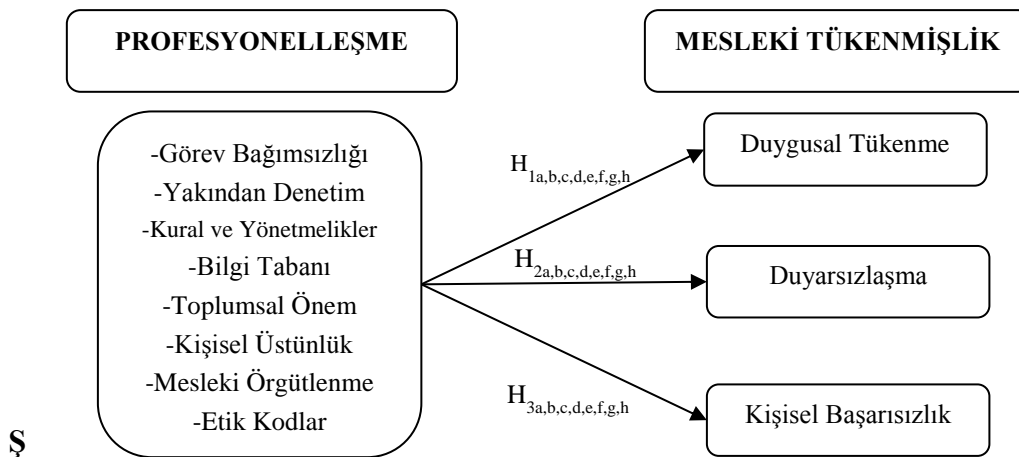 PROFESYONELLEŞME
MESLEKİ TÜKENMİŞLİK
-Görev Bağımsızlığı
-Yakından Denetim
-Kural ve Yönetmelikler
-Bilgi Tabanı
-Toplumsal Önem
-Kişisel Üstünlük
-Mesleki Örgütlenme
-Etik Kodlar
H1a,b,c,d,e,f,g,h
H2a,b,c,d,e,f,g,h
H3a,b,c,d,e,f,g,h
Duygusal Tükenme
Duyarsızlaşma
Kişisel Başarısızlık
Ş